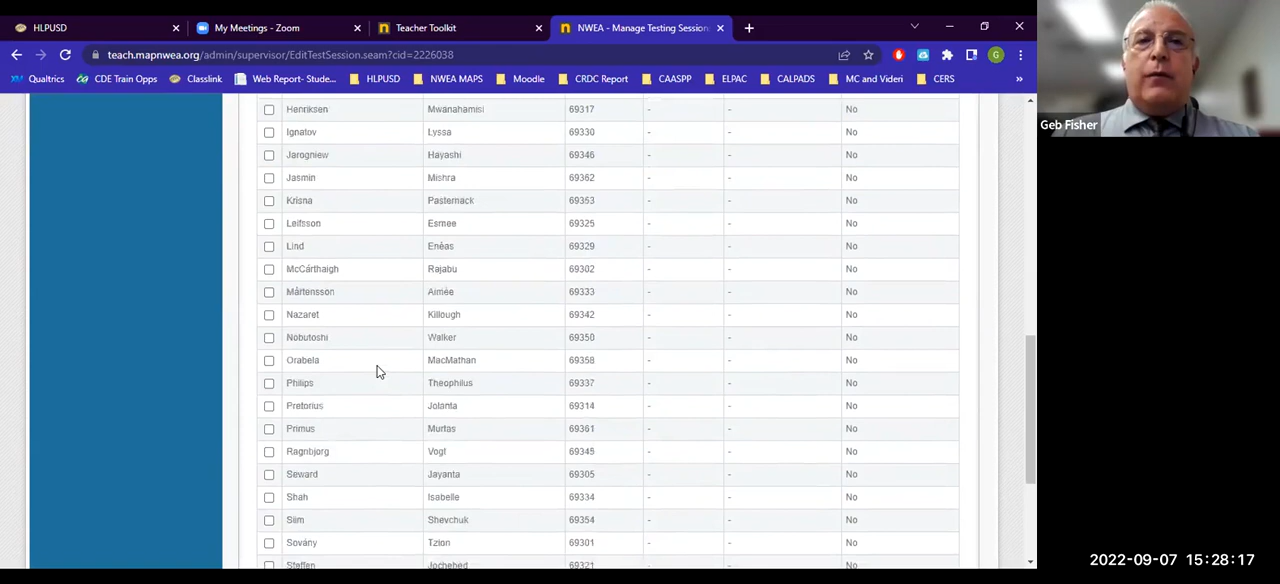 HLPUSD
My Meetings - Zoom
Teacher Toolkit
NWEA - Manage Testing Session
teach.mapnwea.org/admin/supervisor/EditTestSession.seam?cid=2226038
G
Qualtrics CDE Train Opps Classlink Web Report- Stude... HLPUSD NWEA MAPS Moodle CRDC Report CAASPP ELPAC CALPADS MC and Videri CERS »
Henriksen Mwanahamisi 69317 - - No
Ignatov Lyssa 69330 - - No
Jarogniew Hayashi 69346 - - No
Jasmin Mishra 69362 - - No
Krisna Pasternack 69353 - - No
Leifsson Esmee 69325 - - No
Lind Enéas 69329 - - No
McCárthaigh Rajabu 69302 - - No
Mårtensson Aimée 69333 - - No
Nazaret Killough 69342 - - No
Nobutoshi Walker 69350 - - No
Orabela MacMathan 69358 - - No
Philips Theophilus 69337 - - No
Pretorius Jolanta 69314 - - No
Primus Murtas 69361 - - No
Ragnbjorg Vogt 69345 - - No
Seward Jayanta 69305 - - No
Shah Isabelle 69334 - - No
Slim Shevchuk 69354 - - No
Sovány Tzion 69301 - - No
Steffen Jochebed 69321 - - No
Geb Fisher
2022-09-07 15:28:17